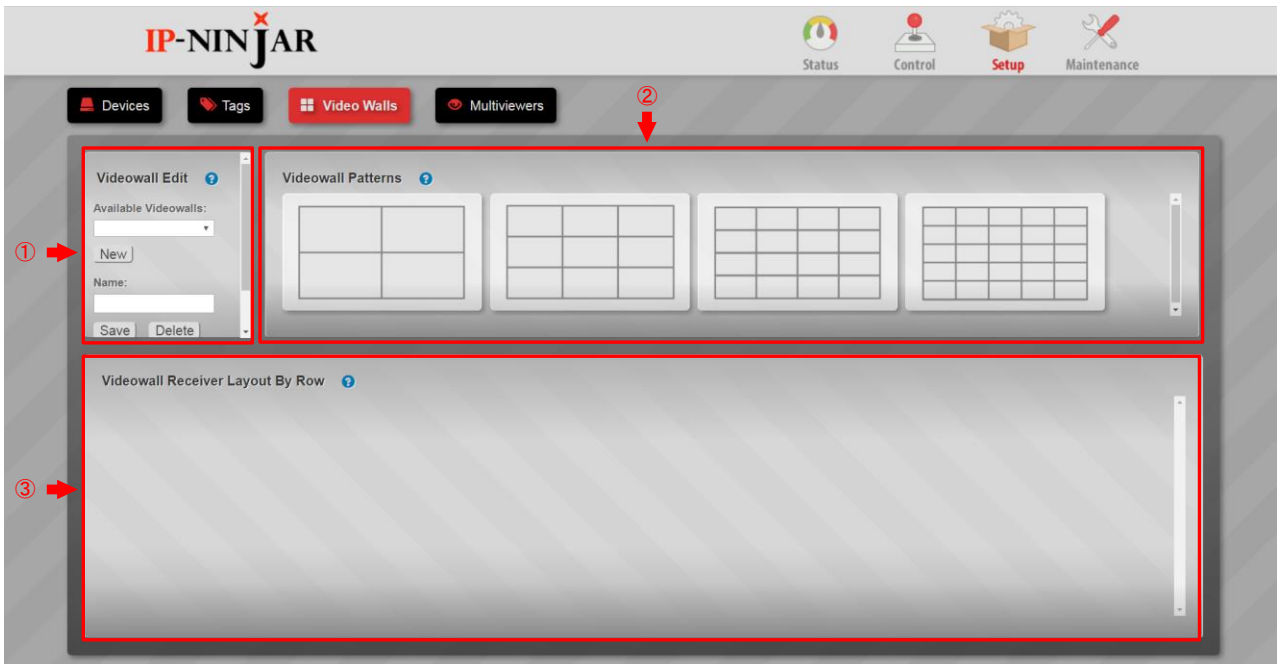 IP-NINJAR
Status
Control
Setup
Maintenance
Devices
Tags
Video Walls
Multiviewers
②
Videowall Edit ?
Available Videowalls:
①
New
Name:
Save Delete
Videowall Patterns ?
Videowall Receiver Layout By Row ?
③